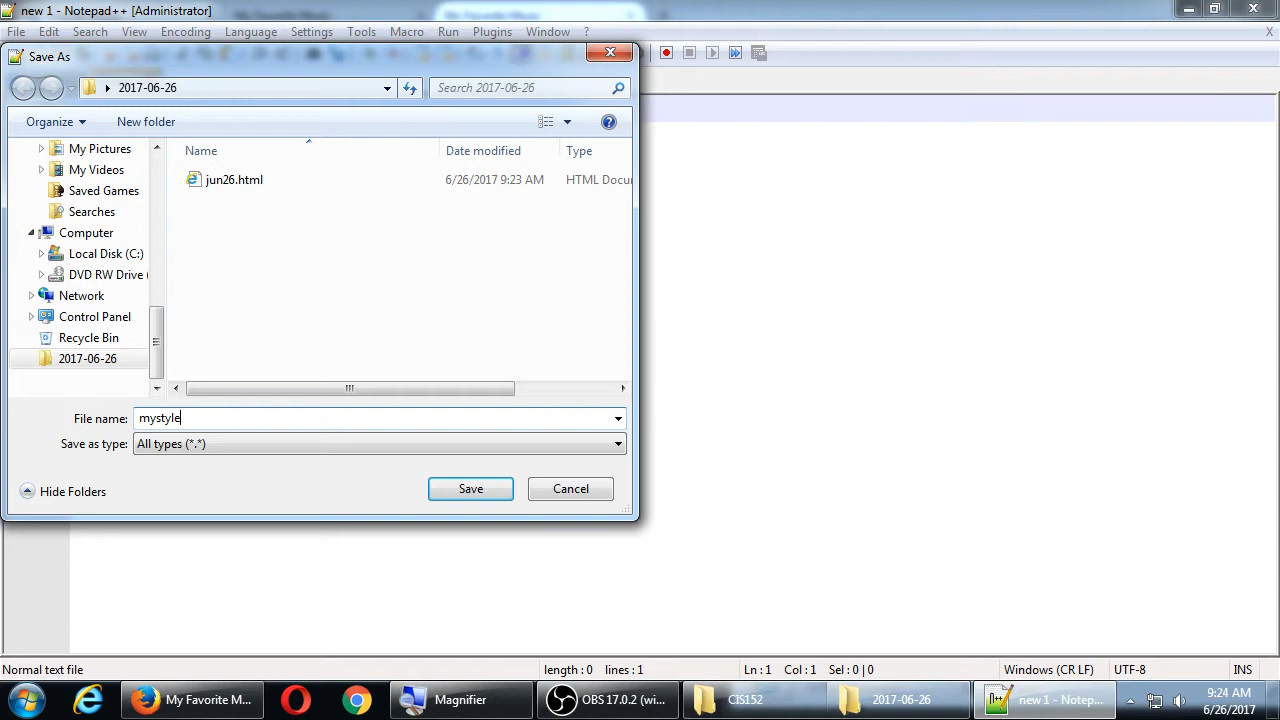 new 1 - Notepad++ [Administrator]
File Edit Search View Encoding Language Settings Tools Macro Run Plugins Window ? X
Save As
2017-06-26
Search 2017-06-26
Organize New folder
Name Date modified Type
My Pictures
jun26.html 6/26/2017 9:23 AM HTML Docu
My Videos
Saved Games
Searches
Computer
Local Disk (C:)
DVD RW Drive (
Network
Control Panel
Recycle Bin
2017-06-26
File name: mystyle
Save as type: All types (*.*)
Hide Folders Save Cancel
Normal text file length : 0 lines : 1 Ln : 1 Col : 1 Sel : 0 | 0 Windows (CR LF) UTF-8 INS
My Favorite M... Magnifier OBS 17.0.2 (wi... CIS152 2017-06-26 new 1 - Notep...
9:24 AM
6/26/2017